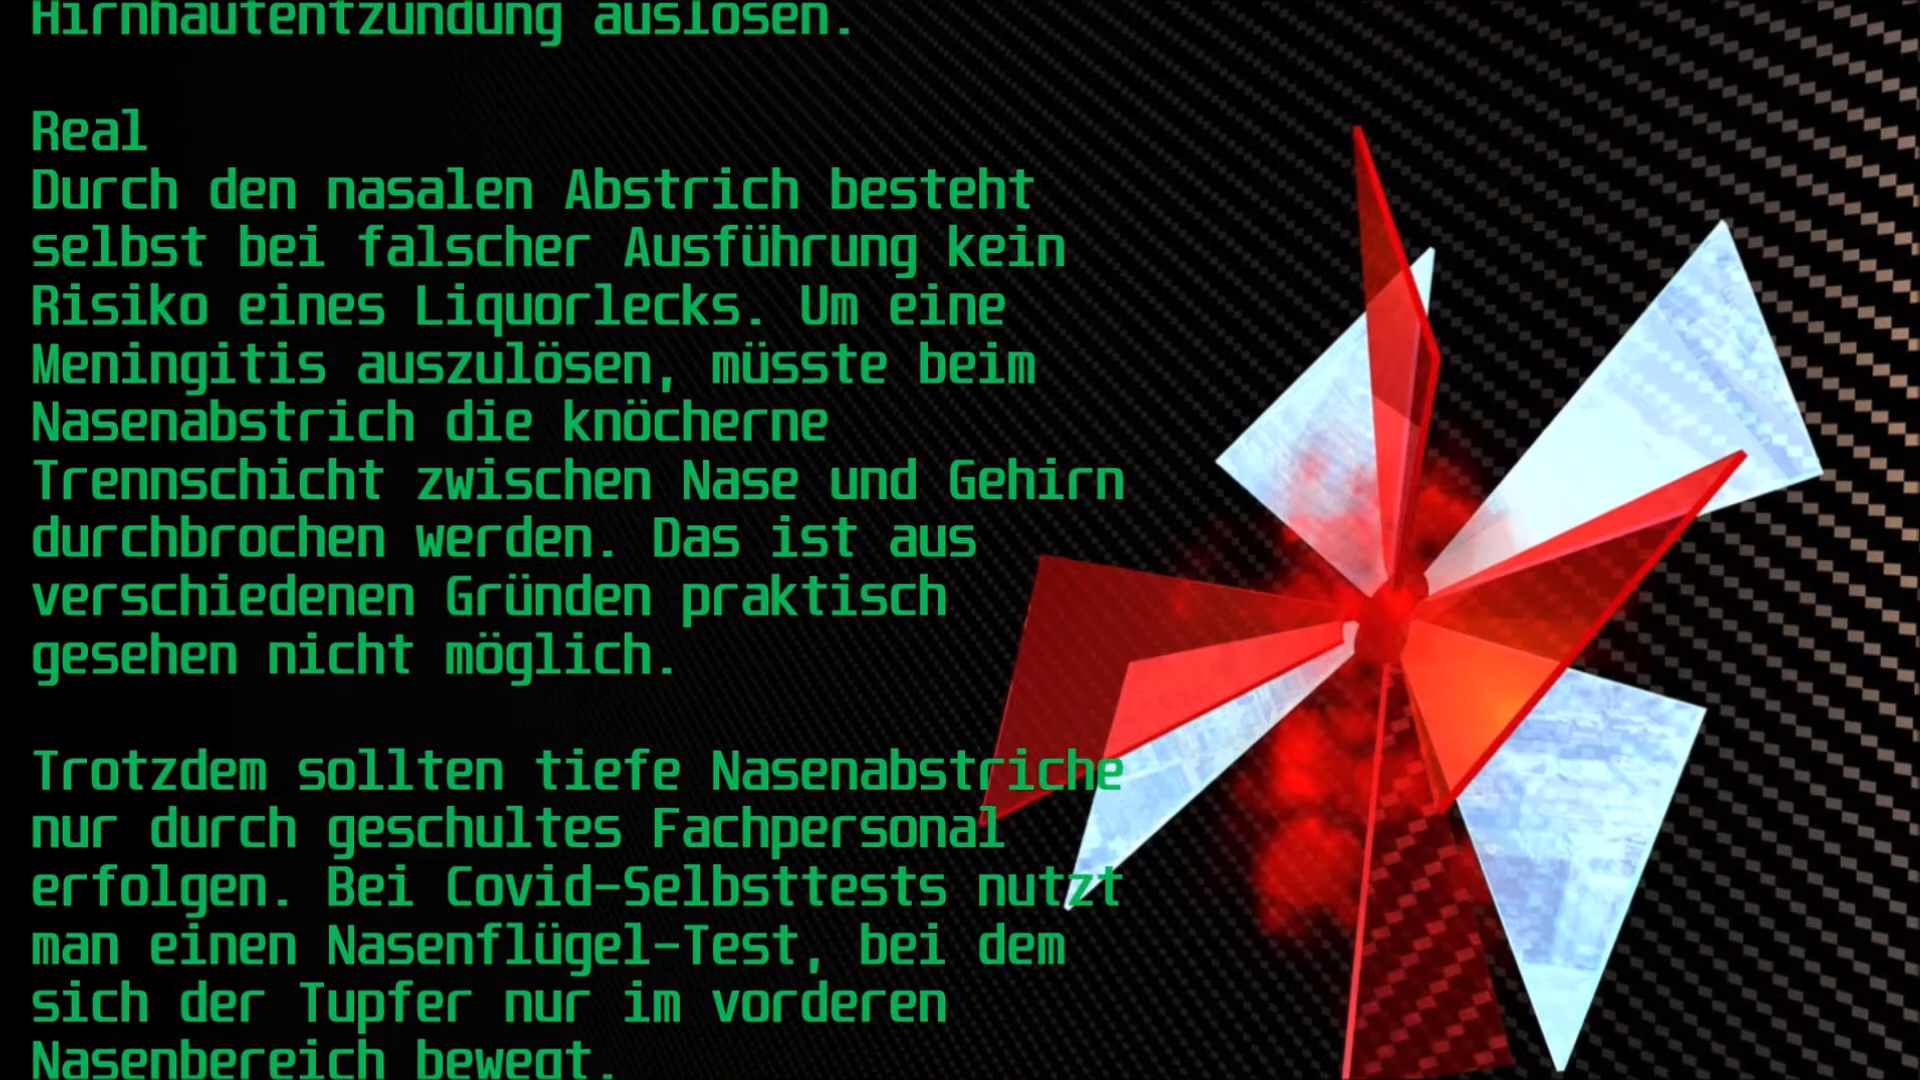 Hirnhautentzündung auslösen.
Real
Durch den nasalen Abstrich besteht
selbst bei falscher Ausführung kein
Risiko eines Liquorlecks. Um eine
Meningitis auszulösen, müsste beim
Nasenabstrich die knöcherne
Trennschicht zwischen Nase und Gehirn
durchbrochen werden. Das ist aus
verschiedenen Gründen praktisch
gesehen nicht möglich.
Trotzdem sollten tiefe Nasenabstriche
nur durch geschultes Fachpersonal
erfolgen. Bei Covid-Selbsttests nutzt
man einen Nasenflügel-Test, bei dem
sich der Tupfer nur im vorderen
Nasenbereich bewegt.